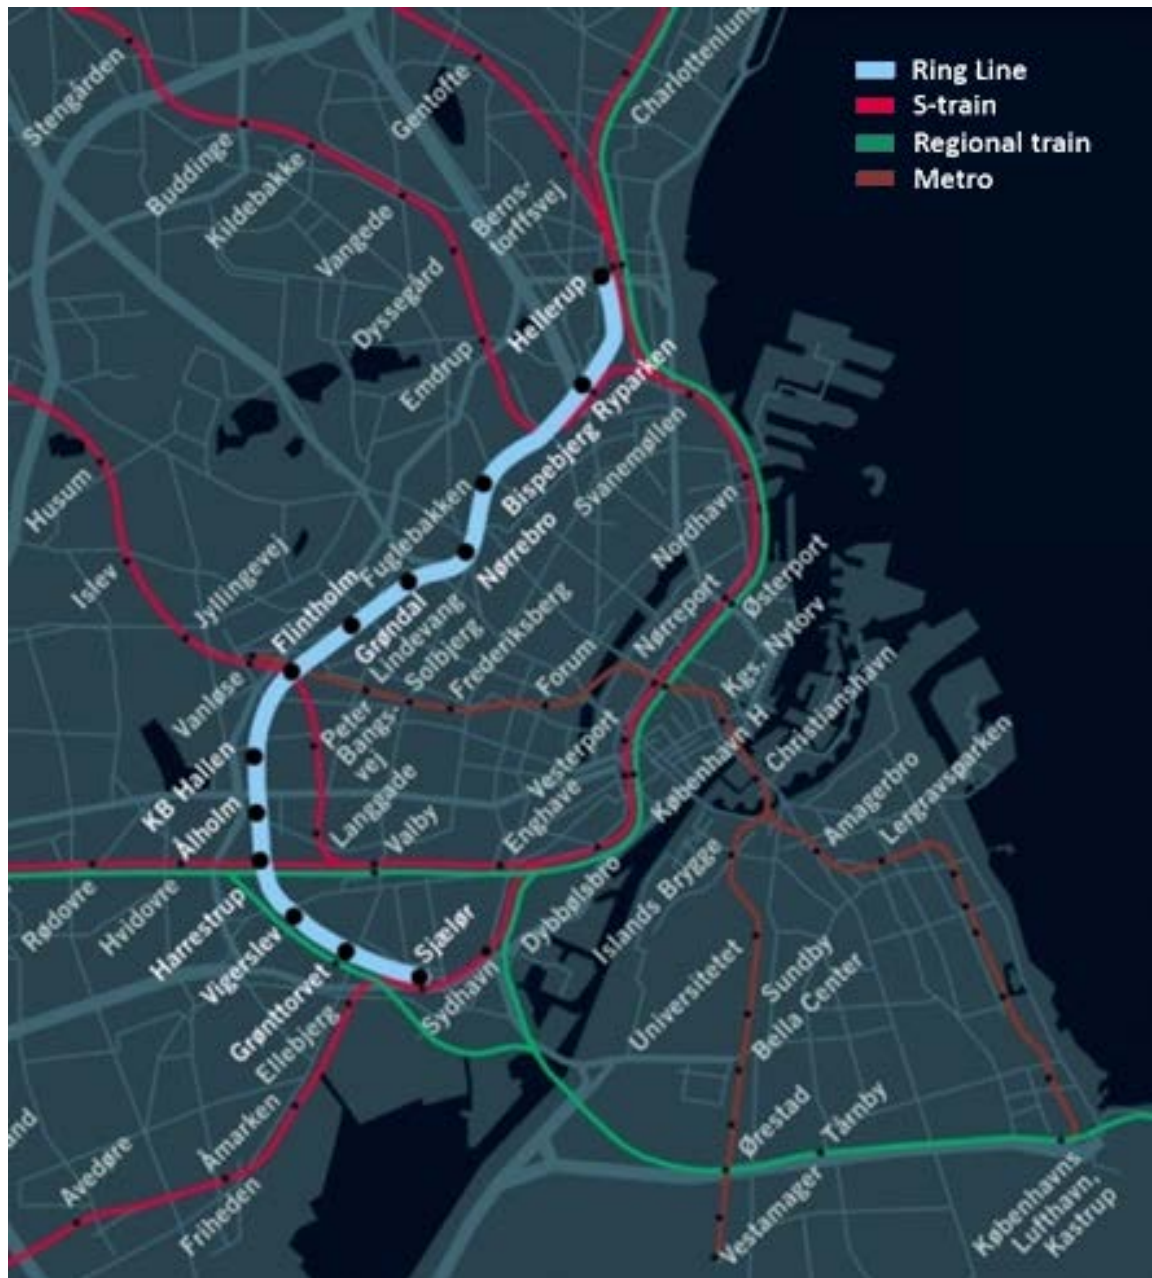 Ring Line
S-train
Regional train
Metro
Stengården
Buddinge
Kildebakke
Vangede
Dyssegård
Emdrup
Gentofte
Berns-
torffsvej
Charlottenlund
Hellerup
Ryparken
Bispebjerg
Svanemøllen
Nordhavn
Fuglebakken
Nørrebro
Husum
Islev
Jyllingevej
Flintholm
Grøndal
Lindevang
Solbjerg
Frederiksberg
Forum
Nørreport
Østerport
Kgs. Nytorv
Vanløse
Peter
Bangs-
vej
KB Hallen
Ålholm
Langgade
Valby
Enghave
Vesterport
København H
Christianshavn
Amagerbro
Lergravsparken
Rødovre
Hvidovre
Harrestrup
Vigerslev
Grønttorvet
Ellebjerg
Sjælør
Sydhavn
Dybbølsbro
Islands Brygge
Universitetet
Sundby
Bella Center
Ørestad
Tårnby
Vestamager
Københavns
Lufthavn,
Kastrup
and
Avedøre
Åmarken
Friheden